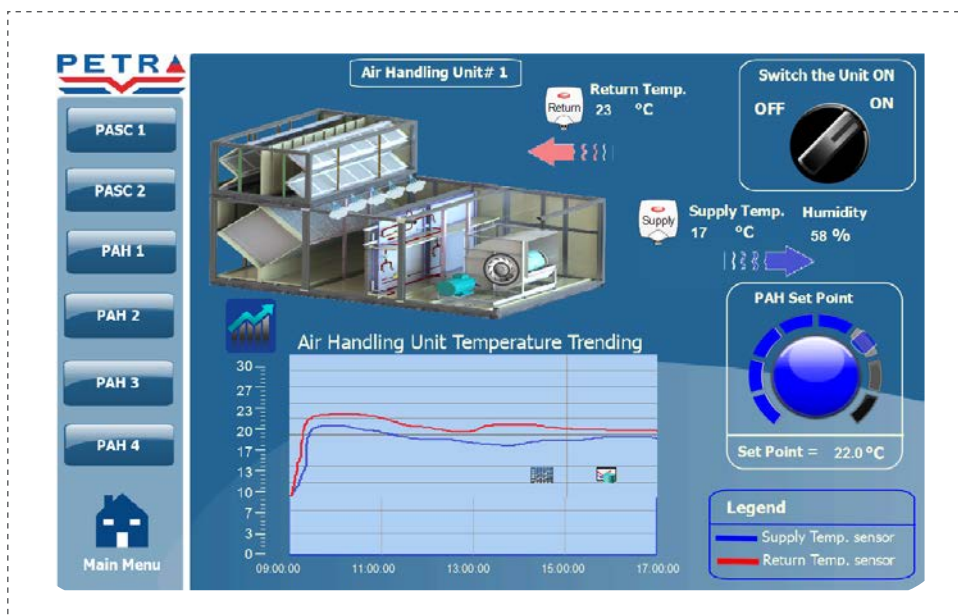 PETRA
PASC 1
PASC 2
PAH 1
PAH 2
PAH 3
PAH 4
Main Menu
Air Handling Unit# 1
Return Temp.
Return
23 °C
Switch the Unit ON
OFF
ON
Supply Temp.
Supply
17 °C
Humidity
58 %
PAH Set Point
Set Point = 22.0 °C
Air Handling Unit Temperature Trending
30
27
23
20
17
13
10
7
3
0
09:00:00
11:00:00
13:00:00
15:00:00
17:00:00
Legend
Supply Temp. sensor
Return Temp. sensor